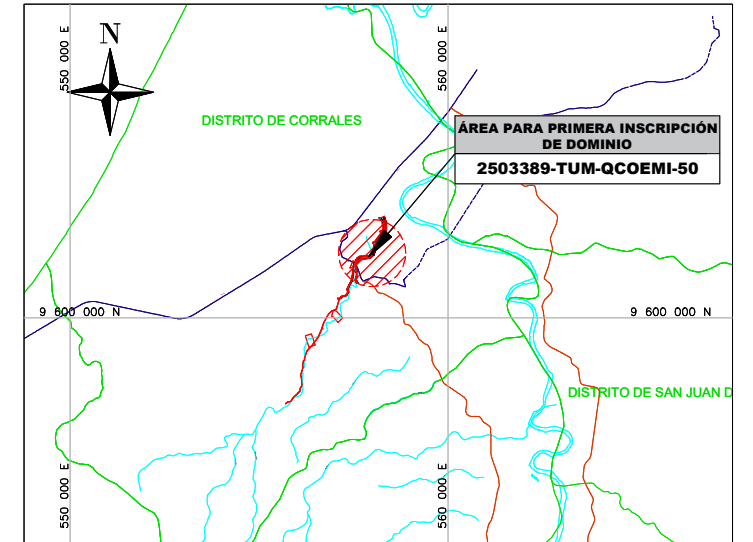 N
550 000 E
560 000 E
DISTRITO DE CORRALES
ÁREA PARA PRIMERA INSCRIPCIÓN
DE DOMINIO
2503389-TUM-QCOEMI-50
9 600 000 N
9 600 000 N
DISTRITO DE SAN JUAN D
550 000 E
560 000 E